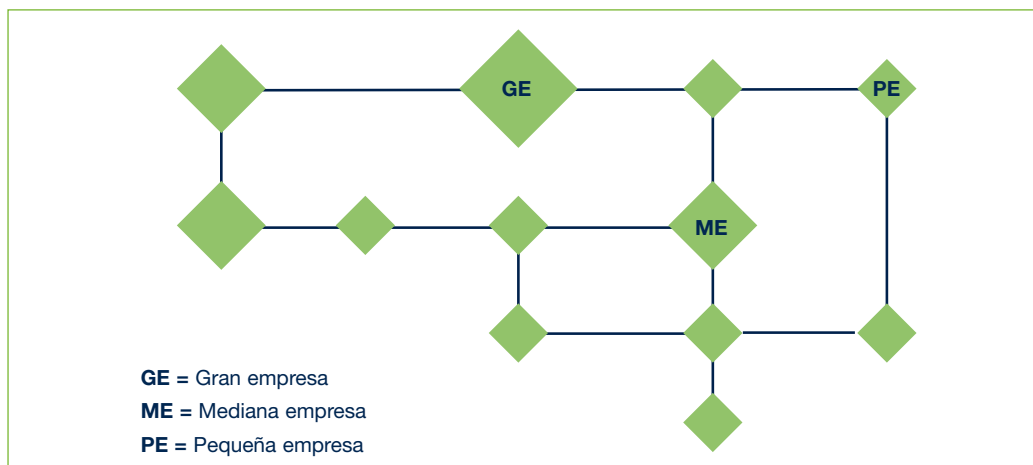 GE
PE
ME
GE = Gran empresa
ME = Mediana empresa
PE = Pequeña empresa